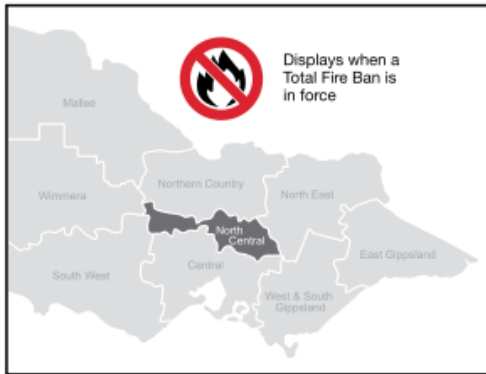 Displays when a
Total Fire Ban is
in force
Mallee
Wimmera
Northern Country
North East
North
Central
East Gippsland
South West
Central
West & South
Gippsland